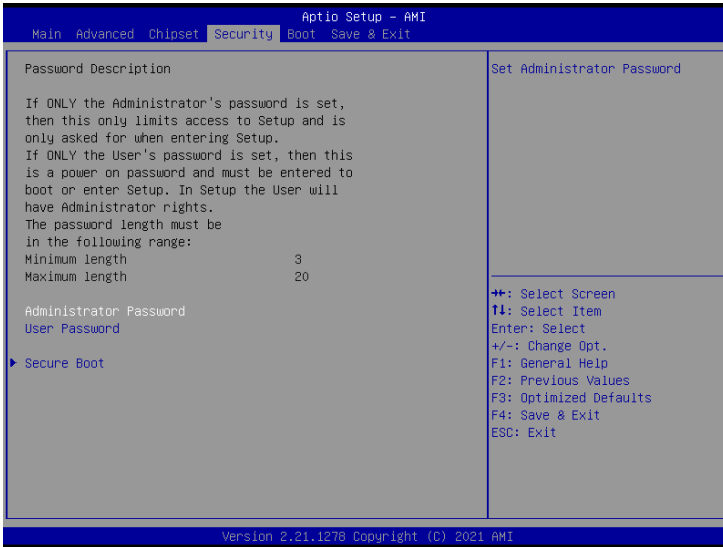 Aptio Setup – AMI
Main Advanced Chipset Security Boot Save & Exit
Password Description
If ONLY the Administrator's password is set,
then this only limits access to Setup and is
only asked for when entering Setup.
If ONLY the User's password is set, then this
is a power on password and must be entered to
boot or enter Setup. In Setup the User will
have Administrator rights.
The password length must be
in the following range:
Minimum length 3
Maximum length 20
Administrator Password
User Password
Secure Boot
Set Administrator Password
→←: Select Screen
↑↓: Select Item
Enter: Select
+/-: Change Opt.
F1: General Help
F2: Previous Values
F3: Optimized Defaults
F4: Save & Exit
ESC: Exit
Version 2.21.1278 Copyright (C) 2021 AMI